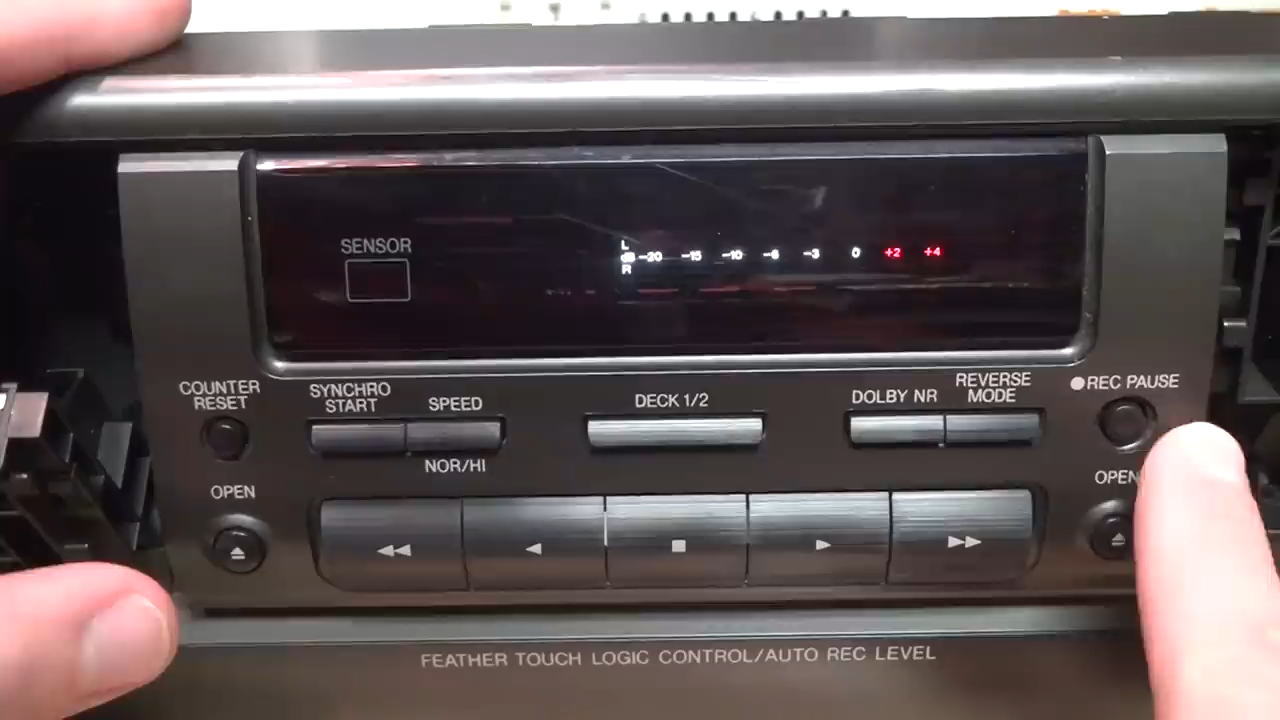 SENSOR
L
dB -20 -15 -10 -6 -3 0 +2 +4
R
COUNTER
RESET
SYNCHRO
START
SPEED
NOR/HI
DECK 1/2
DOLBY NR
REVERSE
MODE
REC PAUSE
OPEN
OPEN
FEATHER TOUCH LOGIC CONTROL/AUTO REC LEVEL